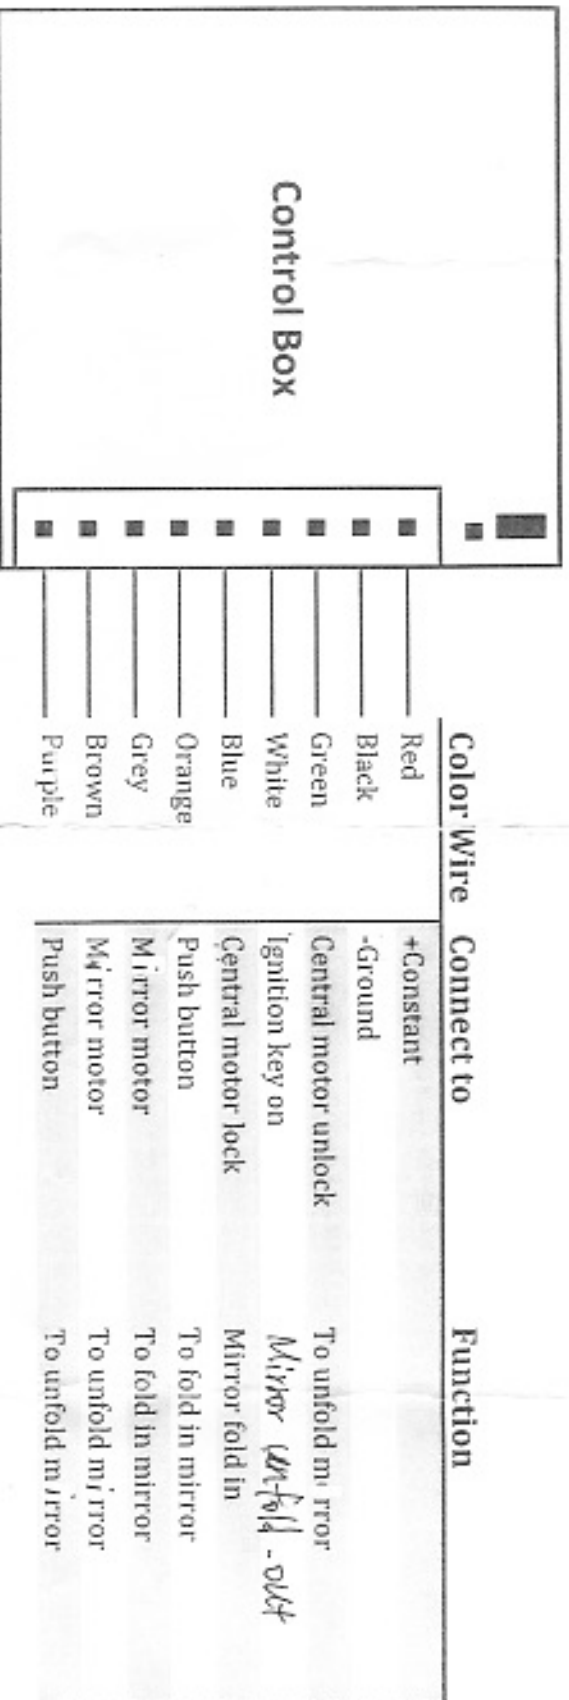 Control Box
Color Wire Connect to Function
Red +Constant
Black -Ground
Green Central motor unlock To unfold mirror
White Ignition key on Mirror unfold - out
Blue Central motor lock Mirror fold in
Orange Push button To fold in mirror
Grey Mirror motor To fold in mirror
Brown Mirror motor To unfold mirror
Purple Push button To unfold mirror